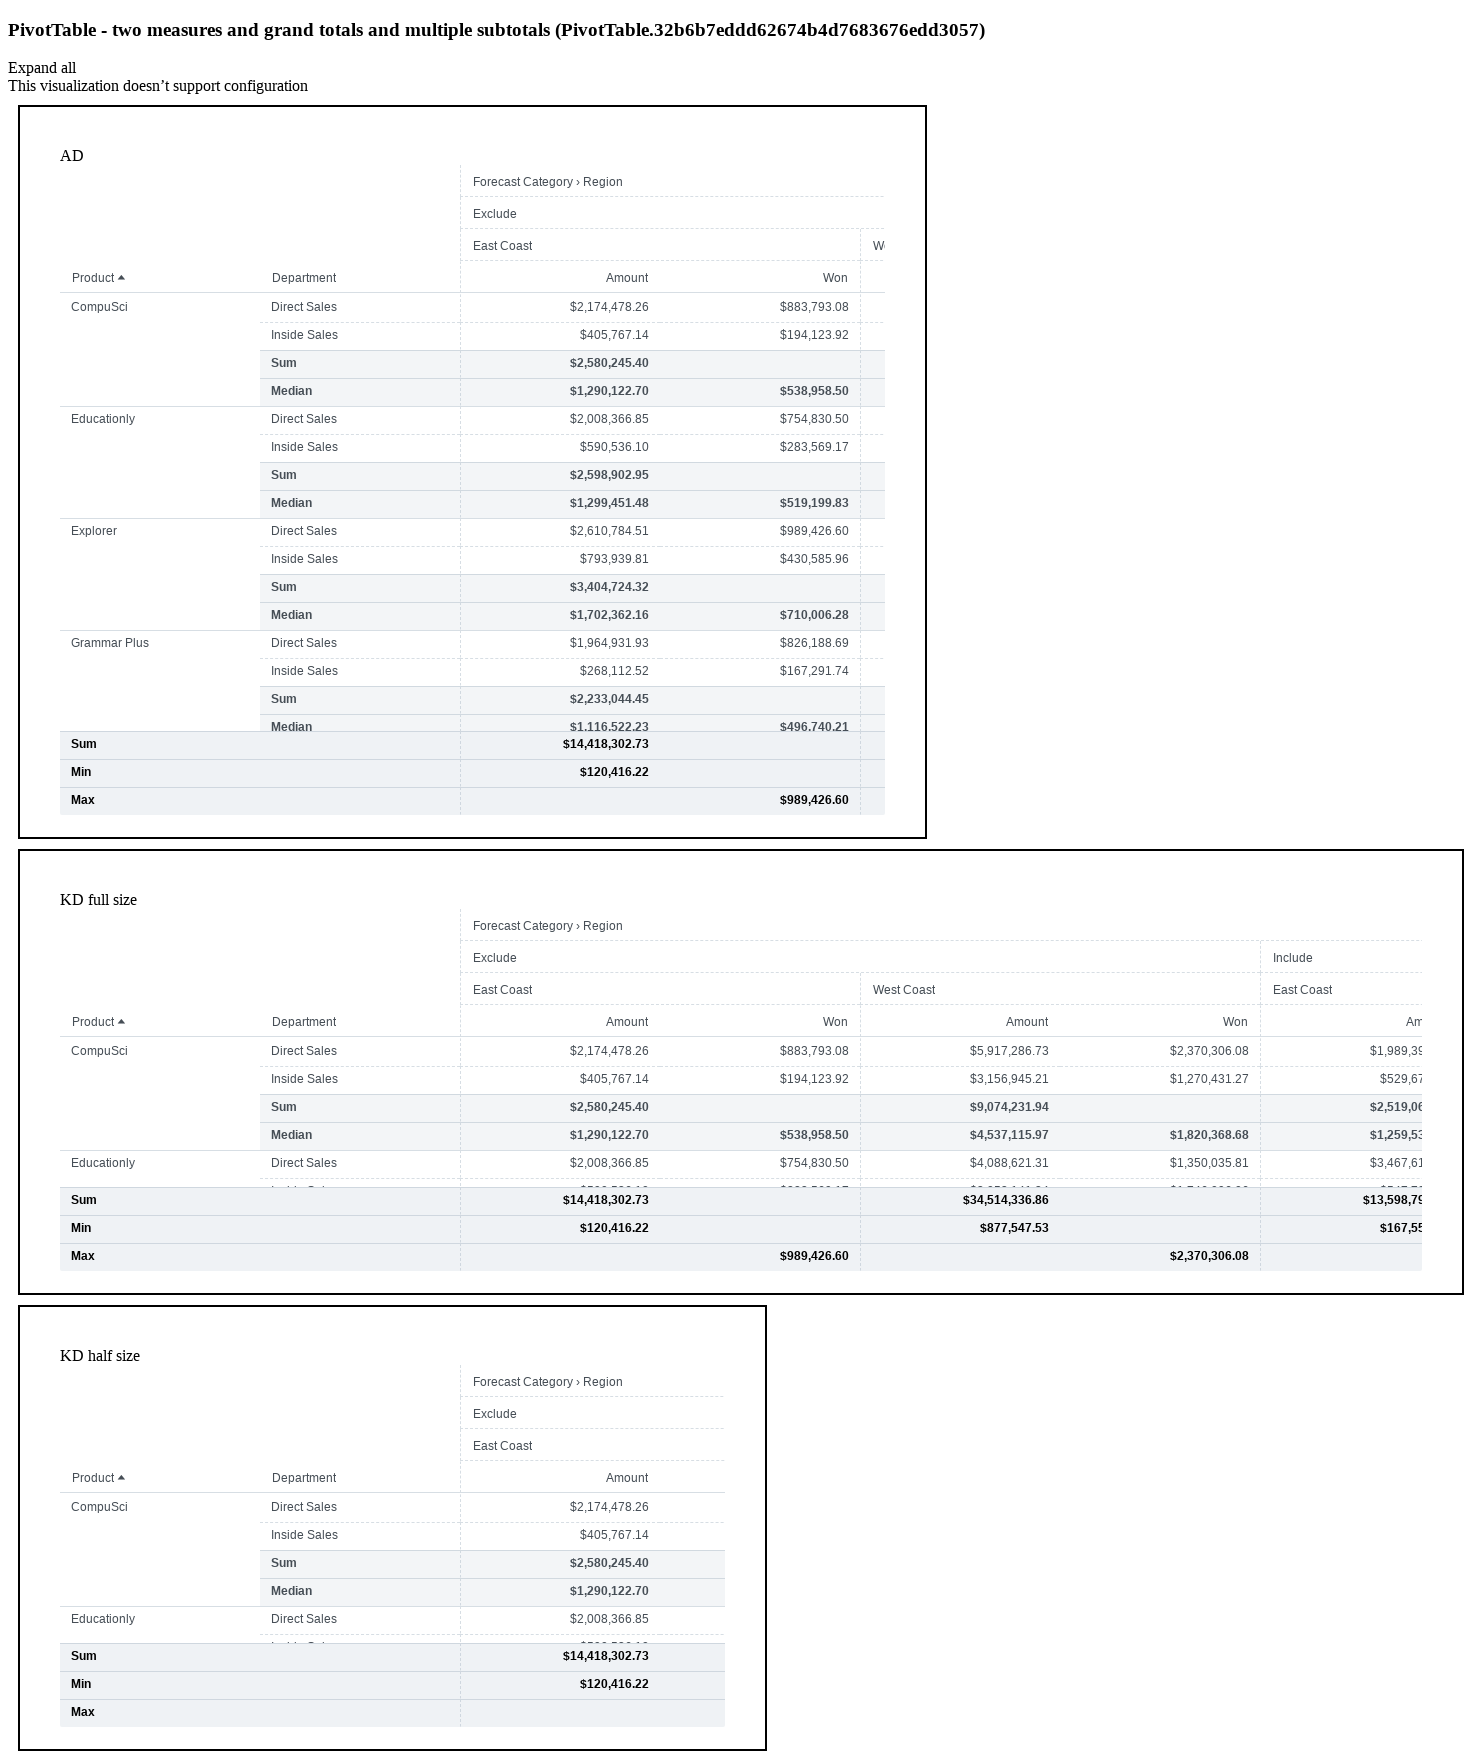 PivotTable - two measures and grand totals and multiple subtotals (PivotTable.32b6b7eddd62674b4d7683676edd3057)
Expand all
This visualization doesn’t support configuration
AD
Forecast Category › Region
Exclude
East Coast
Product Department Amount Won
CompuSci Direct Sales $2,174,478.26 $883,793.08
Inside Sales $405,767.14 $194,123.92
Sum $2,580,245.40
Median $1,290,122.70 $538,958.50
Educationly Direct Sales $2,008,366.85 $754,830.50
Inside Sales $590,536.10 $283,569.17
Sum $2,598,902.95
Median $1,299,451.48 $519,199.83
Explorer Direct Sales $2,610,784.51 $989,426.60
Inside Sales $793,939.81 $430,585.96
Sum $3,404,724.32
Median $1,702,362.16 $710,006.28
Grammar Plus Direct Sales $1,964,931.93 $826,188.69
Inside Sales $268,112.52 $167,291.74
Sum $2,233,044.45
Median $1,116,522.23 $496,740.21
Sum $14,418,302.73
Min $120,416.22
Max $989,426.60
KD full size
Forecast Category › Region
Exclude Include
East Coast West Coast East Coast
Product Department Amount Won Amount Won Am
CompuSci Direct Sales $2,174,478.26 $883,793.08 $5,917,286.73 $2,370,306.08 $1,989,39
Inside Sales $405,767.14 $194,123.92 $3,156,945.21 $1,270,431.27 $529,67
Sum $2,580,245.40 $9,074,231.94 $2,519,06
Median $1,290,122.70 $538,958.50 $4,537,115.97 $1,820,368.68 $1,259,53
Educationly Direct Sales $2,008,366.85 $754,830.50 $4,088,621.31 $1,350,035.81 $3,467,61
Sum $14,418,302.73 $34,514,336.86 $13,598,79
Min $120,416.22 $877,547.53 $167,55
Max $989,426.60 $2,370,306.08
KD half size
Forecast Category › Region
Exclude
East Coast
Product Department Amount
CompuSci Direct Sales $2,174,478.26
Inside Sales $405,767.14
Sum $2,580,245.40
Median $1,290,122.70
Educationly Direct Sales $2,008,366.85
Sum $14,418,302.73
Min $120,416.22
Max